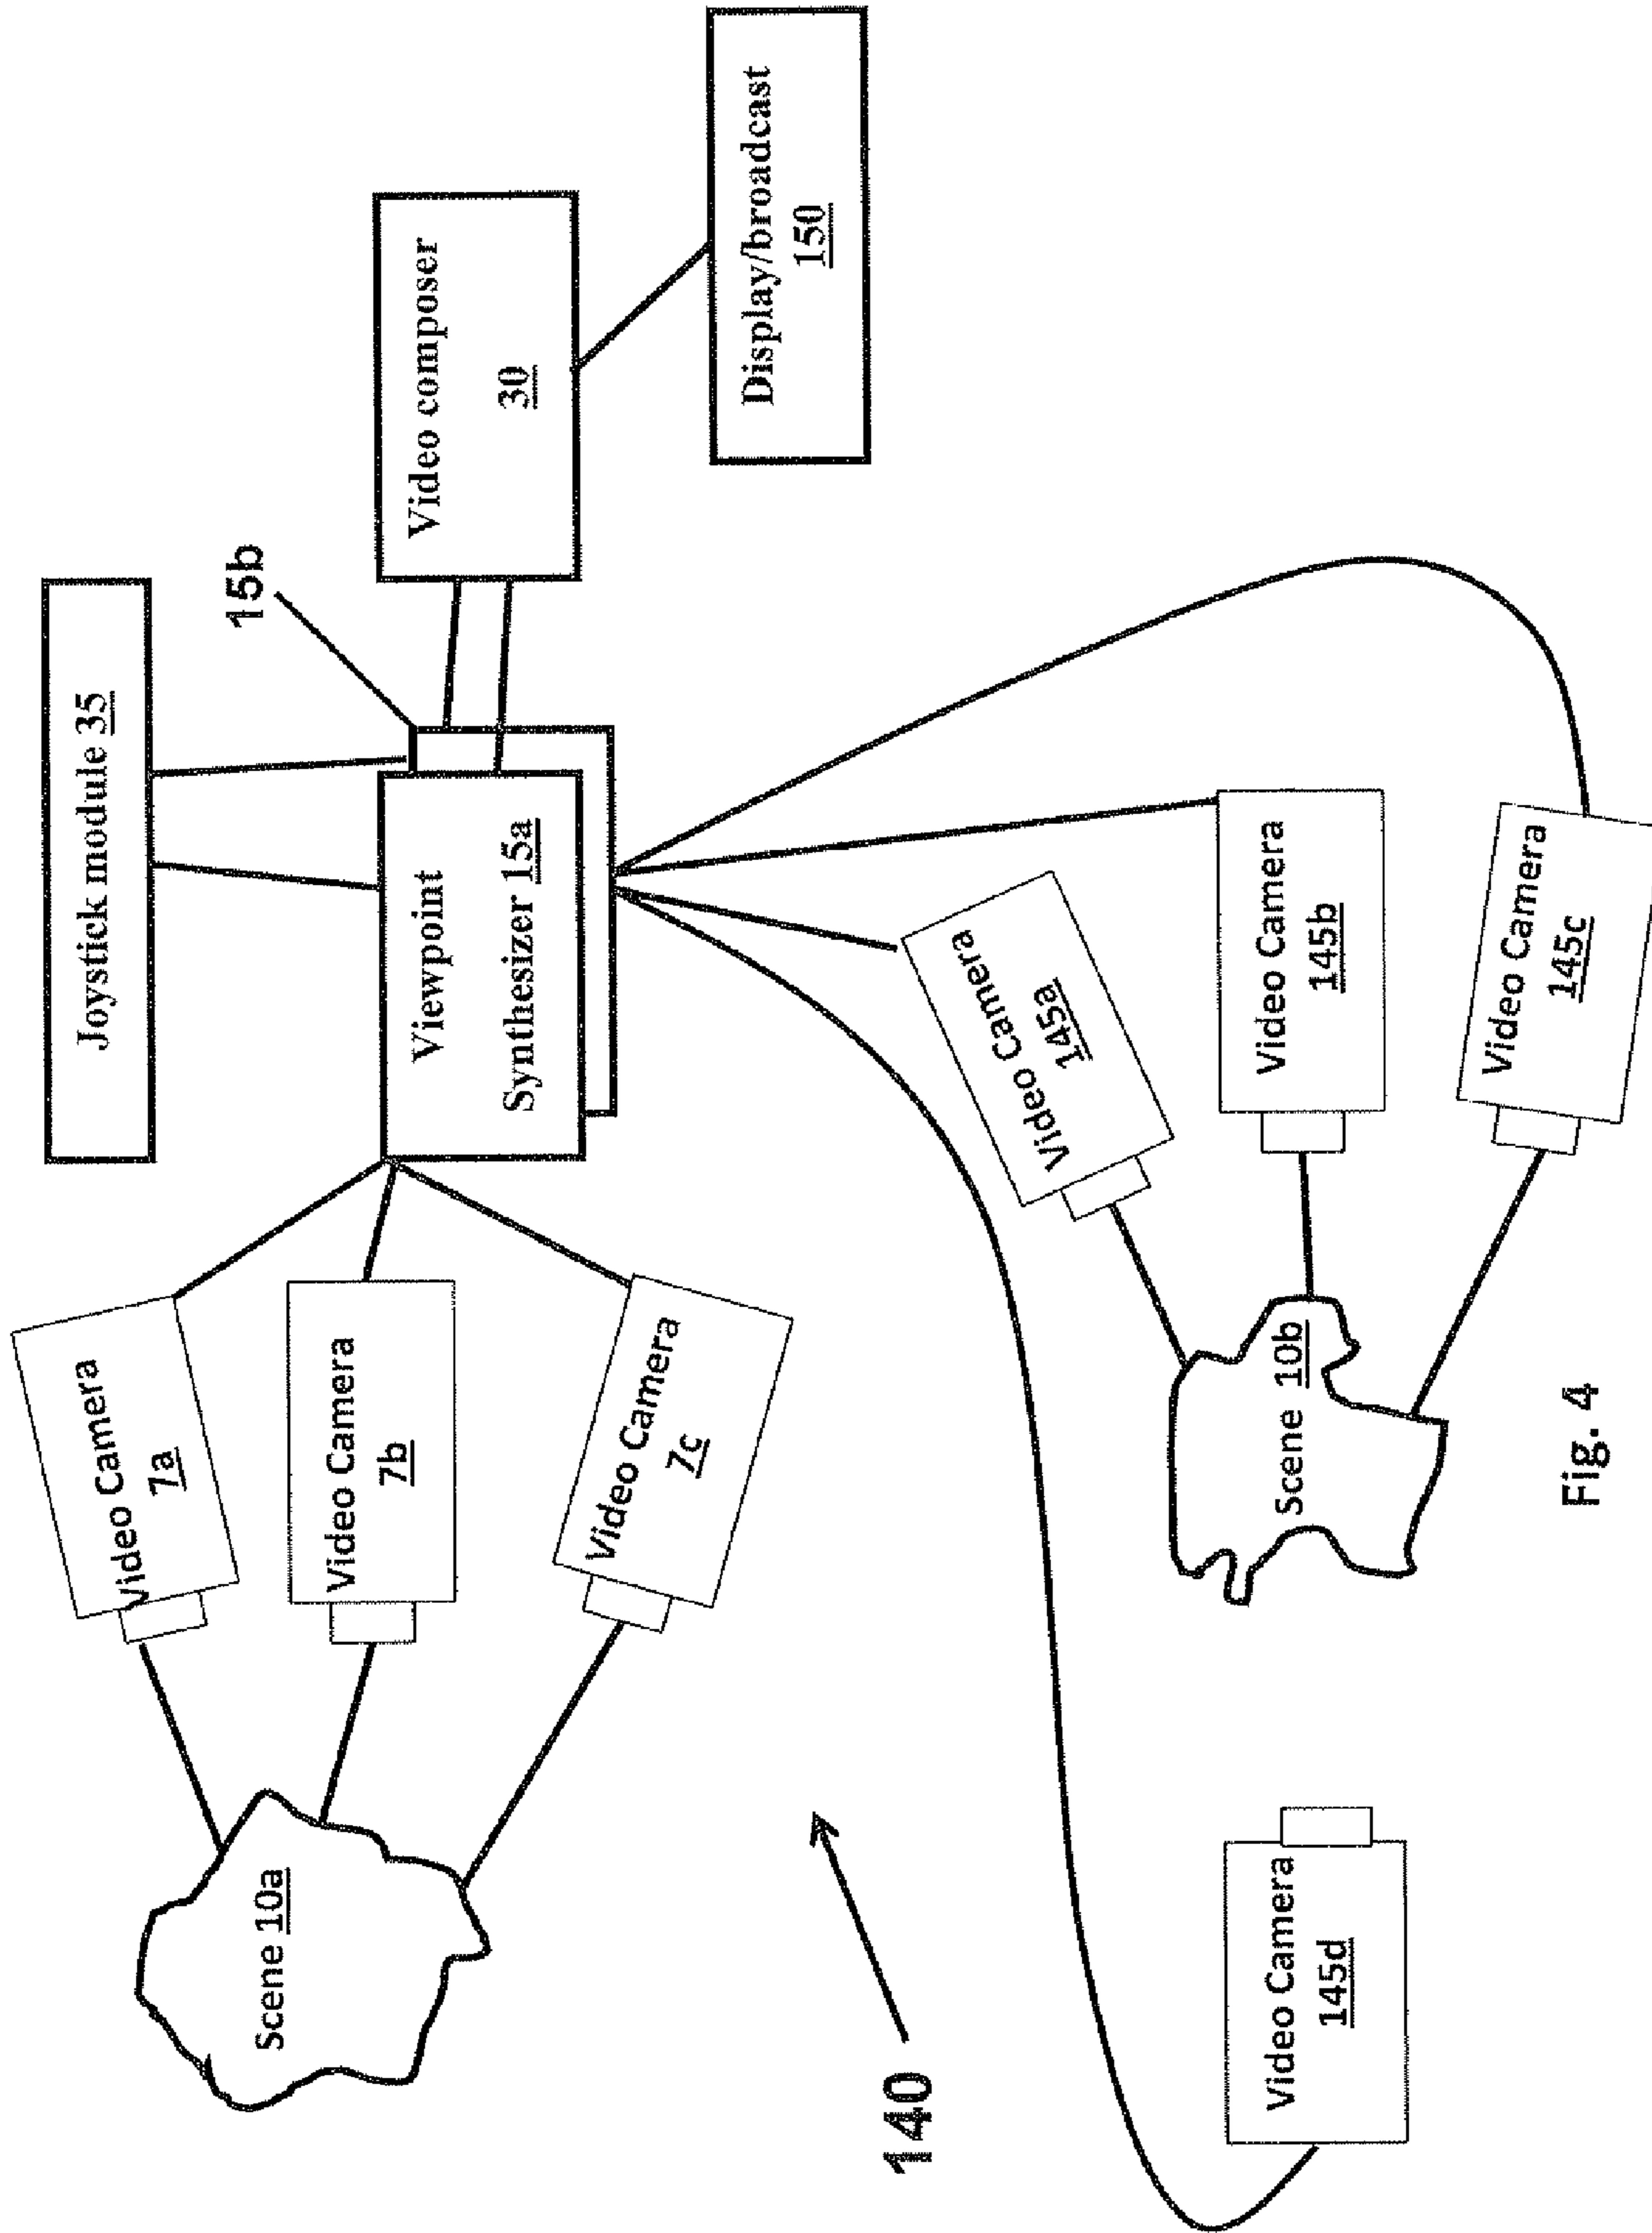 Joystick module 35
15b
Video composer
30
Display/broadcast
150
Viewpoint
Synthesizer 15a
Video Camera
7a
Video Camera
7b
Video Camera
7c
Scene 10a
140
Video Camera
145a
Video Camera
145b
Video Camera
145c
Scene 10b
Video Camera
145d
Fig. 4